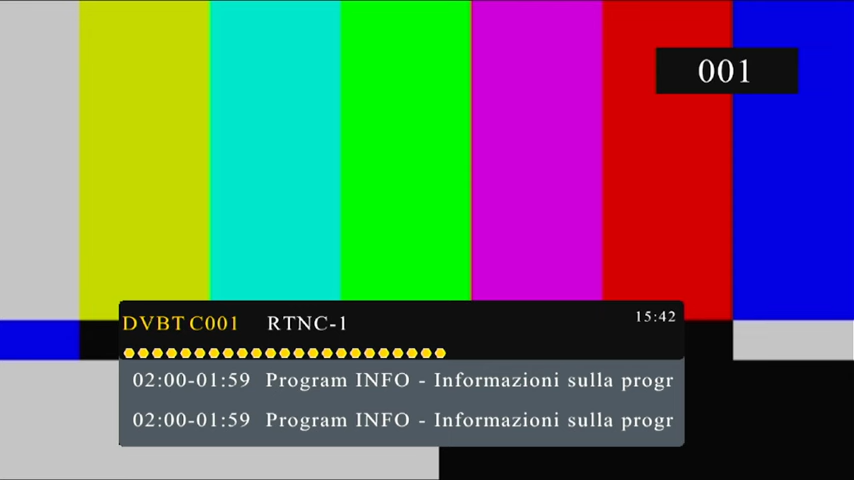 001
DVBT C001 RTNC-1 15:42
02:00-01:59 Program INFO - Informazioni sulla progr
02:00-01:59 Program INFO - Informazioni sulla progr